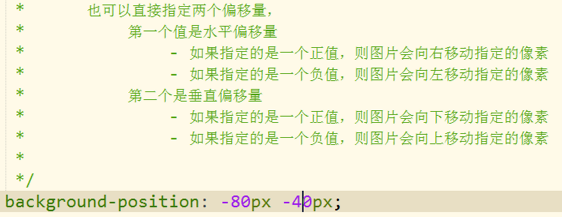 *       也可以直接指定两个偏移量，
*           第一个值是水平偏移量
*               - 如果指定的是一个正值，则图片会向右移动指定的像素
*               - 如果指定的是一个负值，则图片会向左移动指定的像素
*           第二个是垂直偏移量
*               - 如果指定的是一个正值，则图片会向下移动指定的像素
*               - 如果指定的是一个负值，则图片会向上移动指定的像素
*
*/
background-position: -80px -40px;